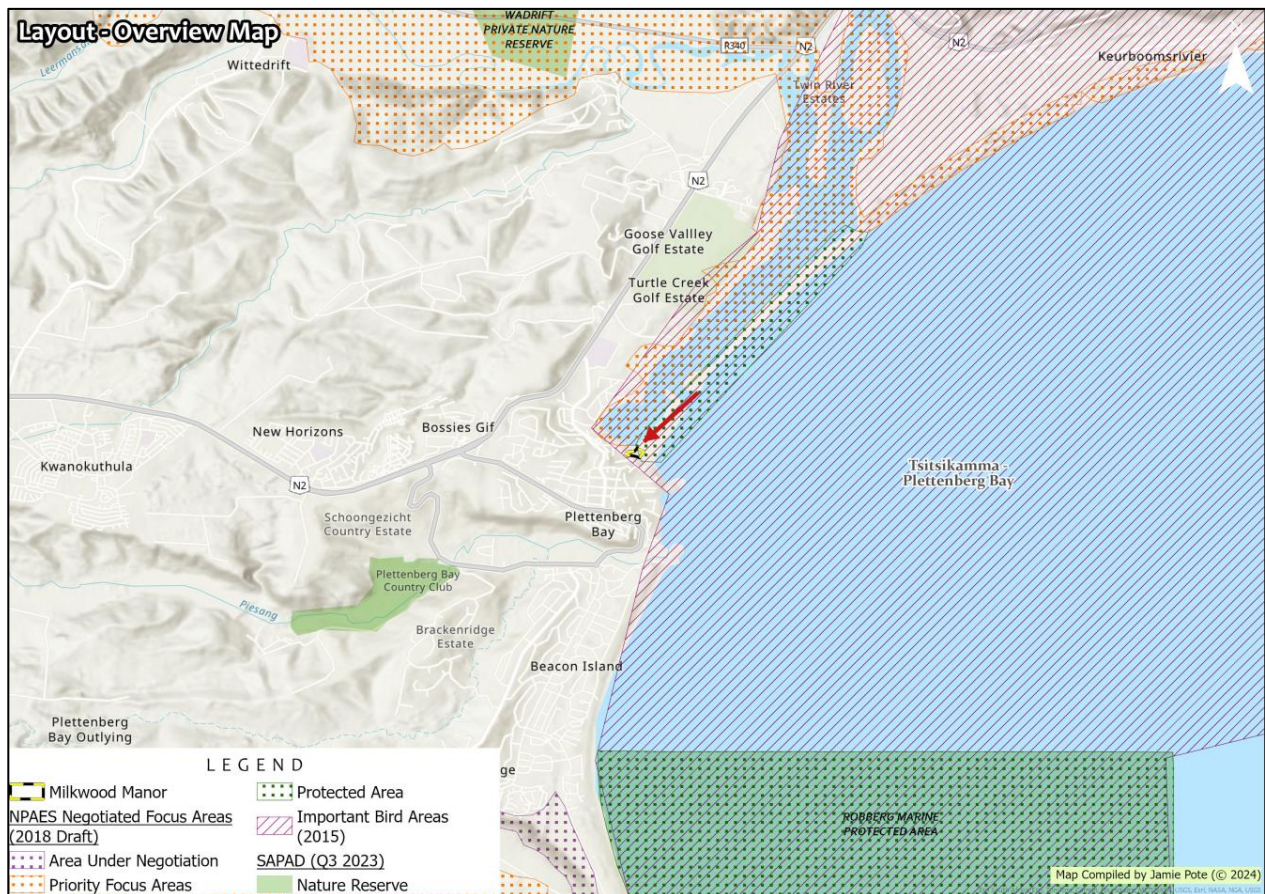 Layout - Overview Map
WADRIFT
PRIVATE NATURE
RESERVE
R340
N2
N2
Keurboomsrivier
Wittedrift
Twin River
Estates
N2
Goose Vallley
Golf Estate
Turtle Creek
Golf Estate
New Horizons
Bossies Gif
Kwanokuthula
N2
Tsitsikamma -
Plettenberg Bay
Schoongezicht
Country Estate
Plettenberg
Bay
Plettenberg Bay
Country Club
Piesang
Brackenridge
Estate
Beacon Island
Plettenberg
Bay Outlying
ge
ROBBERG MARINE
PROTECTED AREA
LEGEND
Milkwood Manor
NPAES Negotiated Focus Areas
(2018 Draft)
Area Under Negotiation
Priority Focus Areas
Protected Area
Important Bird Areas
(2015)
SAPAD (Q3 2023)
Nature Reserve
Map Compiled by Jamie Pote (© 2024)